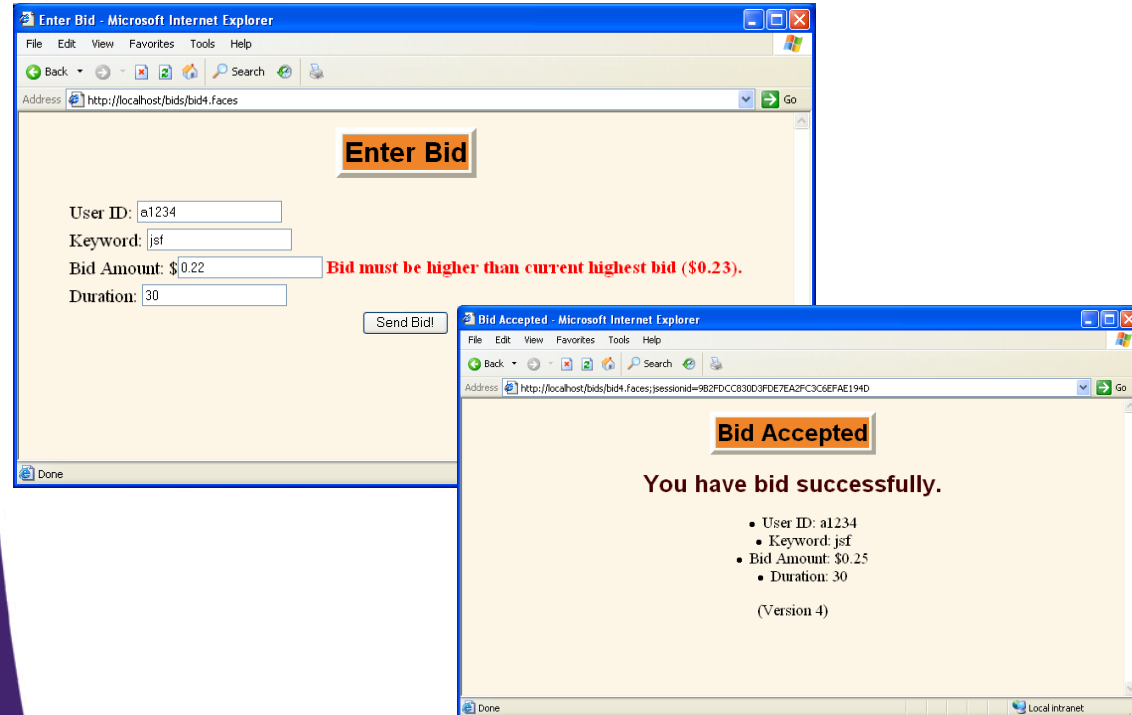 Enter Bid - Microsoft Internet Explorer
File Edit View Favorites Tools Help
Back Search
Address http://localhost/bids/bid4.faces Go
Enter Bid
User ID: a1234
Keyword: jsf
Bid Amount: $0.22 Bid must be higher than current highest bid ($0.23).
Duration: 30
Send Bid!
Done
Bid Accepted - Microsoft Internet Explorer
File Edit View Favorites Tools Help
Back Search
Address http://localhost/bids/bid4.faces;jsessionid=9B2FDCC830D3FDE7EA2FC3C6EFAE194D Go
Bid Accepted
You have bid successfully.
• User ID: a1234
• Keyword: jsf
• Bid Amount: $0.25
• Duration: 30
(Version 4)
Done Local intranet